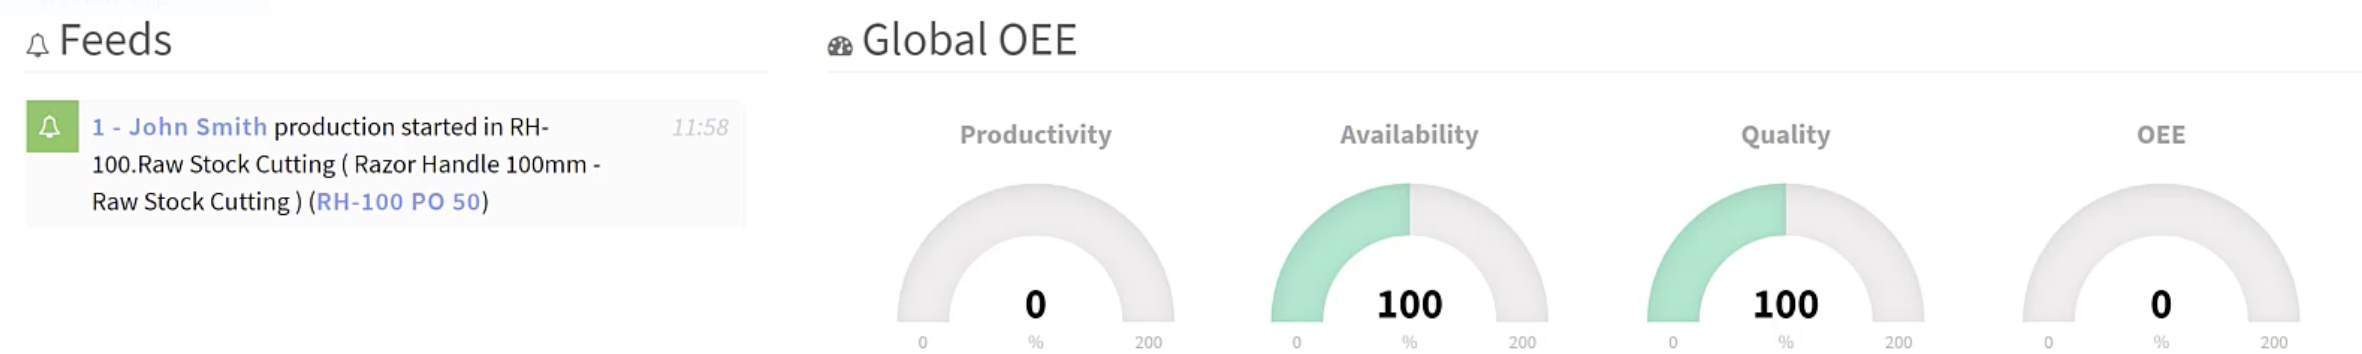 Feeds
1 - John Smith production started in RH-
100.Raw Stock Cutting ( Razor Handle 100mm -
Raw Stock Cutting ) (RH-100 PO 50)
11:58
Global OEE
Productivity
0
0 % 200
Availability
100
0 % 200
Quality
100
0 % 200
OEE
0
0 % 200